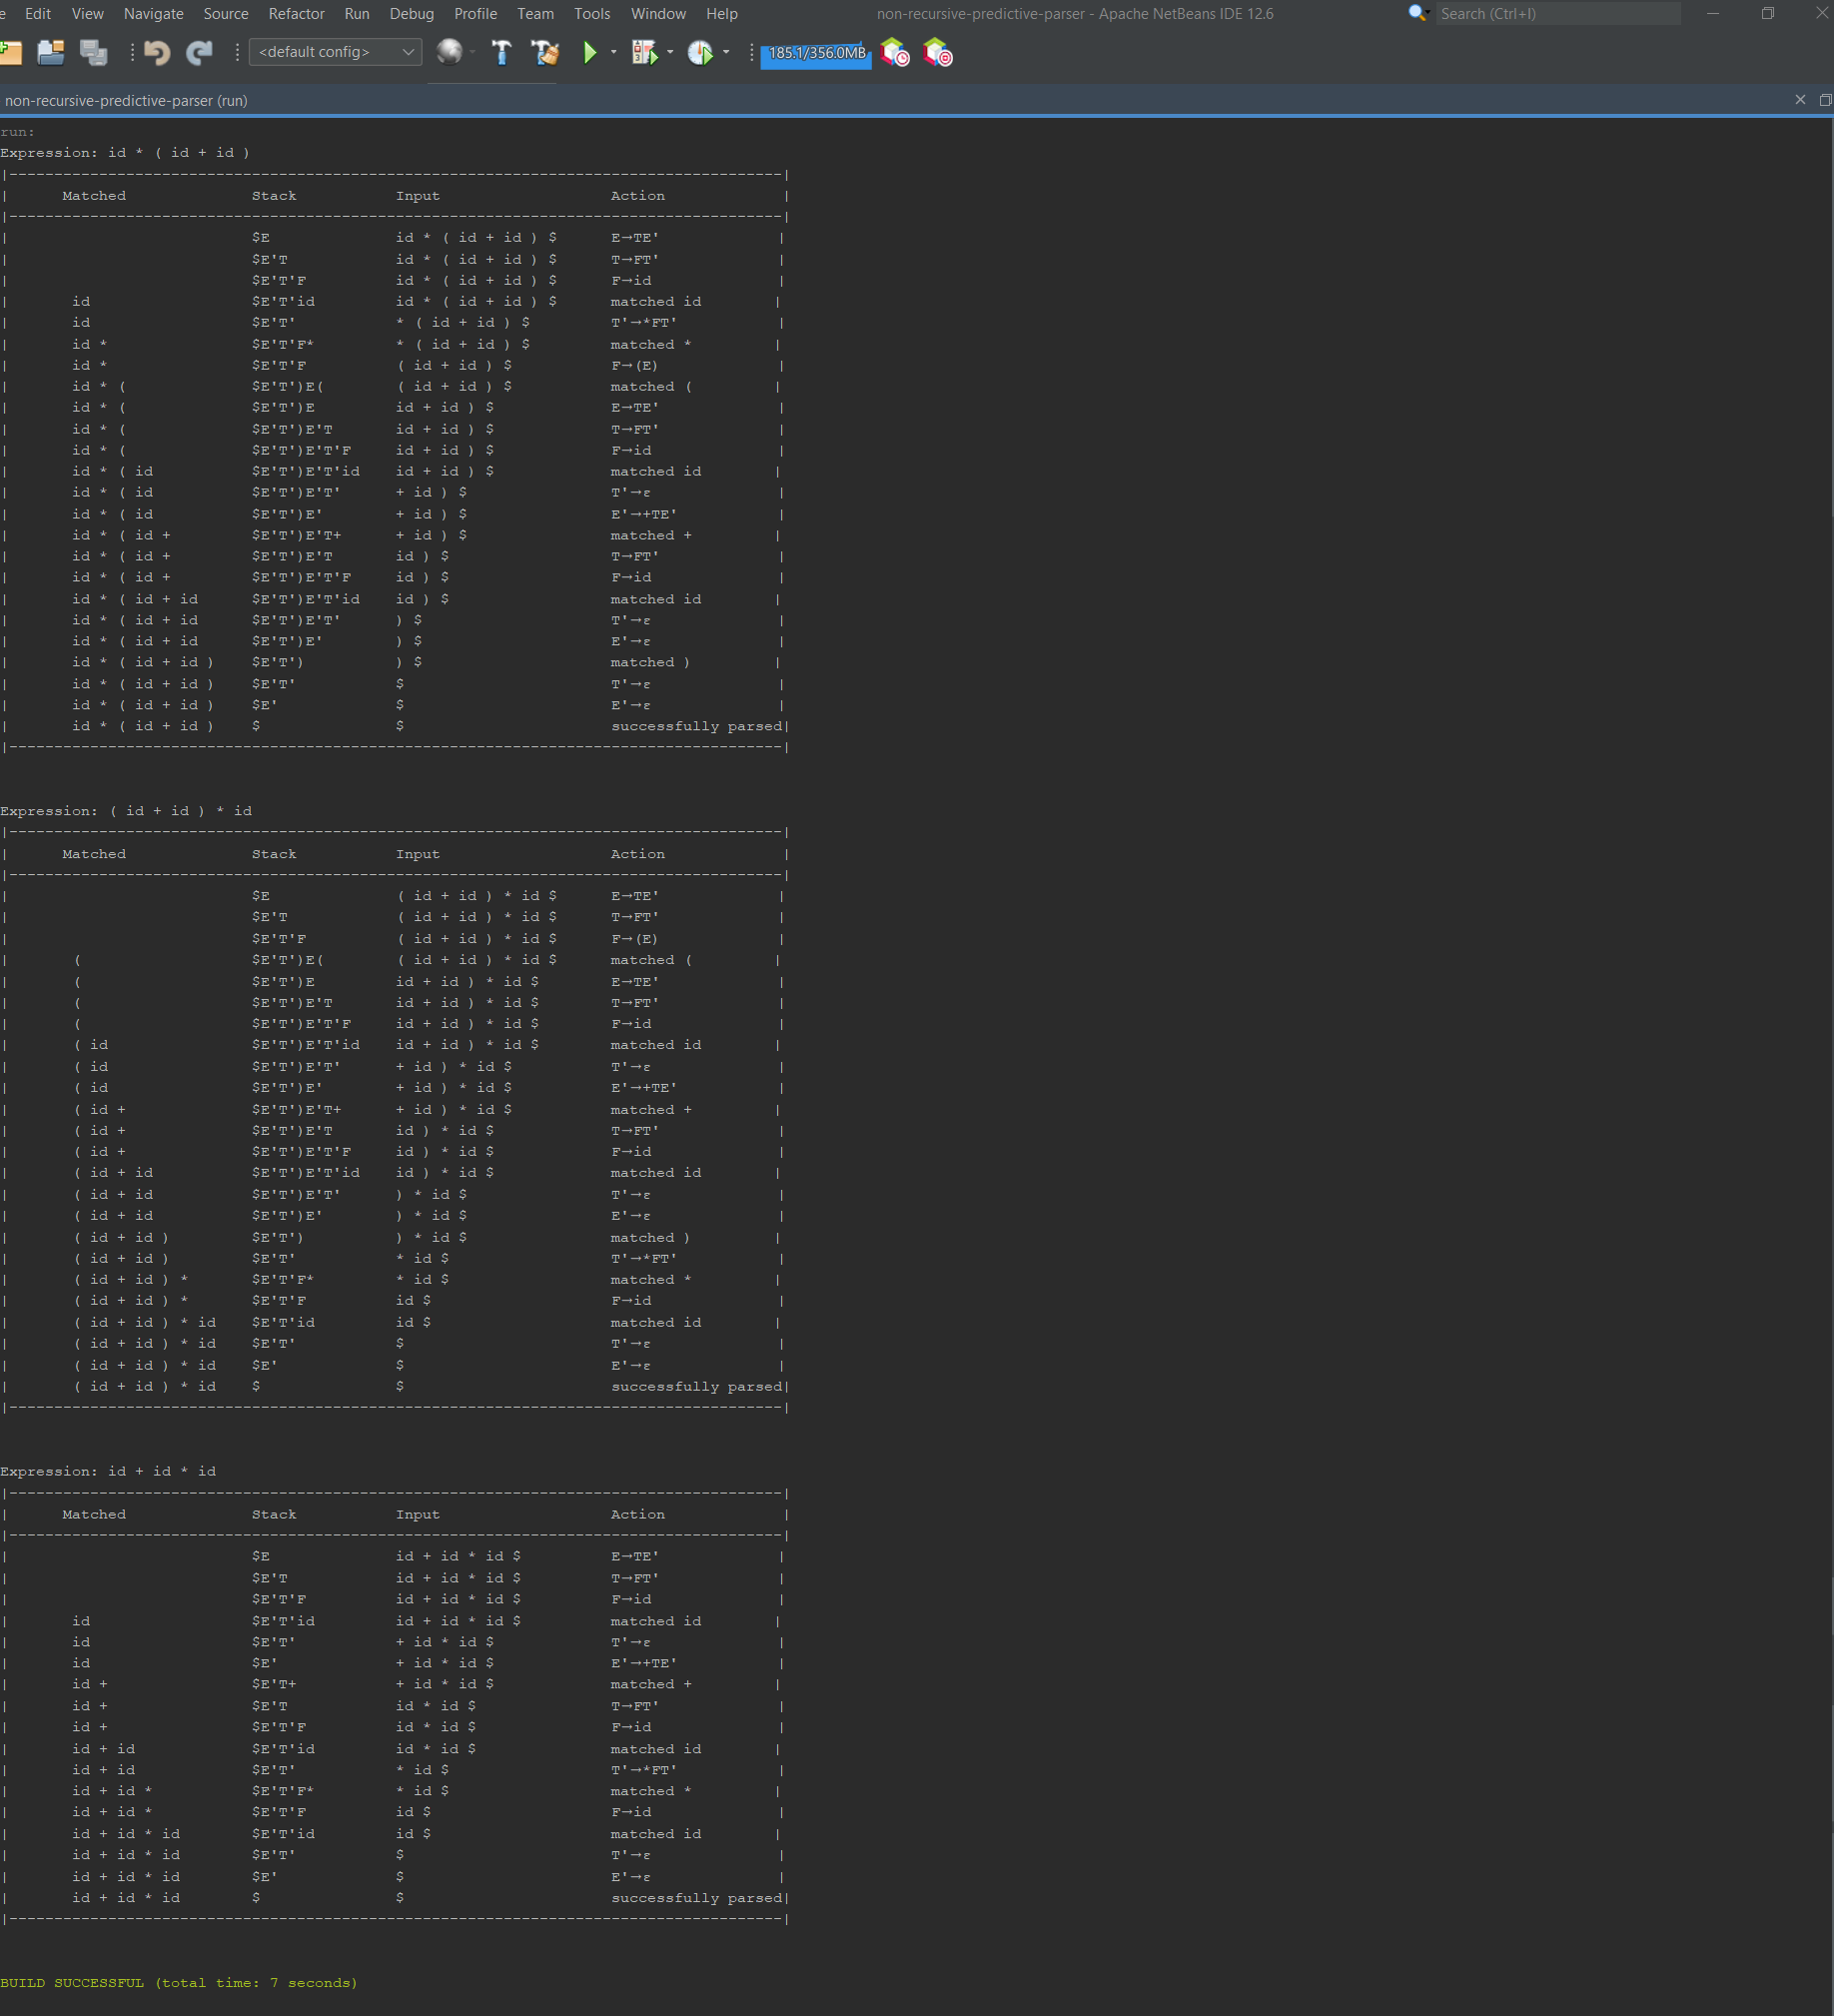 e Edit View Navigate Source Refactor Run Debug Profile Team Tools Window Help non-recursive-predictive-parser - Apache NetBeans IDE 12.6 Search (Ctrl+I)
<default config> 185.1/356.0MB
non-recursive-predictive-parser (run)
run:
Expression: id * ( id + id )
|--------------------------------------------------------------------------------------|
| Matched Stack Input Action |
|--------------------------------------------------------------------------------------|
| $E id * ( id + id ) $ E→TE' |
| $E'T id * ( id + id ) $ T→FT' |
| $E'T'F id * ( id + id ) $ F→id |
| id $E'T'id id * ( id + id ) $ matched id |
| id $E'T' * ( id + id ) $ T'→*FT' |
| id * $E'T'F* * ( id + id ) $ matched * |
| id * $E'T'F ( id + id ) $ F→(E) |
| id * ( $E'T')E( ( id + id ) $ matched ( |
| id * ( $E'T')E id + id ) $ E→TE' |
| id * ( $E'T')E'T id + id ) $ T→FT' |
| id * ( $E'T')E'T'F id + id ) $ F→id |
| id * ( id $E'T')E'T'id id + id ) $ matched id |
| id * ( id $E'T')E'T' + id ) $ T'→ε |
| id * ( id $E'T')E' + id ) $ E'→+TE' |
| id * ( id + $E'T')E'T+ + id ) $ matched + |
| id * ( id + $E'T')E'T id ) $ T→FT' |
| id * ( id + $E'T')E'T'F id ) $ F→id |
| id * ( id + id $E'T')E'T'id id ) $ matched id |
| id * ( id + id $E'T')E'T' ) $ T'→ε |
| id * ( id + id $E'T')E' ) $ E'→ε |
| id * ( id + id ) $E'T') ) $ matched ) |
| id * ( id + id ) $E'T' $ T'→ε |
| id * ( id + id ) $E' $ E'→ε |
| id * ( id + id ) $ $ successfully parsed|
|--------------------------------------------------------------------------------------|
Expression: ( id + id ) * id
|--------------------------------------------------------------------------------------|
| Matched Stack Input Action |
|--------------------------------------------------------------------------------------|
| $E ( id + id ) * id $ E→TE' |
| $E'T ( id + id ) * id $ T→FT' |
| $E'T'F ( id + id ) * id $ F→(E) |
| ( $E'T')E( ( id + id ) * id $ matched ( |
| ( $E'T')E id + id ) * id $ E→TE' |
| ( $E'T')E'T id + id ) * id $ T→FT' |
| ( $E'T')E'T'F id + id ) * id $ F→id |
| ( id $E'T')E'T'id id + id ) * id $ matched id |
| ( id $E'T')E'T' + id ) * id $ T'→ε |
| ( id $E'T')E' + id ) * id $ E'→+TE' |
| ( id + $E'T')E'T+ + id ) * id $ matched + |
| ( id + $E'T')E'T id ) * id $ T→FT' |
| ( id + $E'T')E'T'F id ) * id $ F→id |
| ( id + id $E'T')E'T'id id ) * id $ matched id |
| ( id + id $E'T')E'T' ) * id $ T'→ε |
| ( id + id $E'T')E' ) * id $ E'→ε |
| ( id + id ) $E'T') ) * id $ matched ) |
| ( id + id ) $E'T' * id $ T'→*FT' |
| ( id + id ) * $E'T'F* * id $ matched * |
| ( id + id ) * $E'T'F id $ F→id |
| ( id + id ) * id $E'T'id id $ matched id |
| ( id + id ) * id $E'T' $ T'→ε |
| ( id + id ) * id $E' $ E'→ε |
| ( id + id ) * id $ $ successfully parsed|
|--------------------------------------------------------------------------------------|
Expression: id + id * id
|--------------------------------------------------------------------------------------|
| Matched Stack Input Action |
|--------------------------------------------------------------------------------------|
| $E id + id * id $ E→TE' |
| $E'T id + id * id $ T→FT' |
| $E'T'F id + id * id $ F→id |
| id $E'T'id id + id * id $ matched id |
| id $E'T' + id * id $ T'→ε |
| id $E' + id * id $ E'→+TE' |
| id + $E'T+ + id * id $ matched + |
| id + $E'T id * id $ T→FT' |
| id + $E'T'F id * id $ F→id |
| id + id $E'T'id id * id $ matched id |
| id + id $E'T' * id $ T'→*FT' |
| id + id * $E'T'F* * id $ matched * |
| id + id * $E'T'F id $ F→id |
| id + id * id $E'T'id id $ matched id |
| id + id * id $E'T' $ T'→ε |
| id + id * id $E' $ E'→ε |
| id + id * id $ $ successfully parsed|
|--------------------------------------------------------------------------------------|
BUILD SUCCESSFUL (total time: 7 seconds)